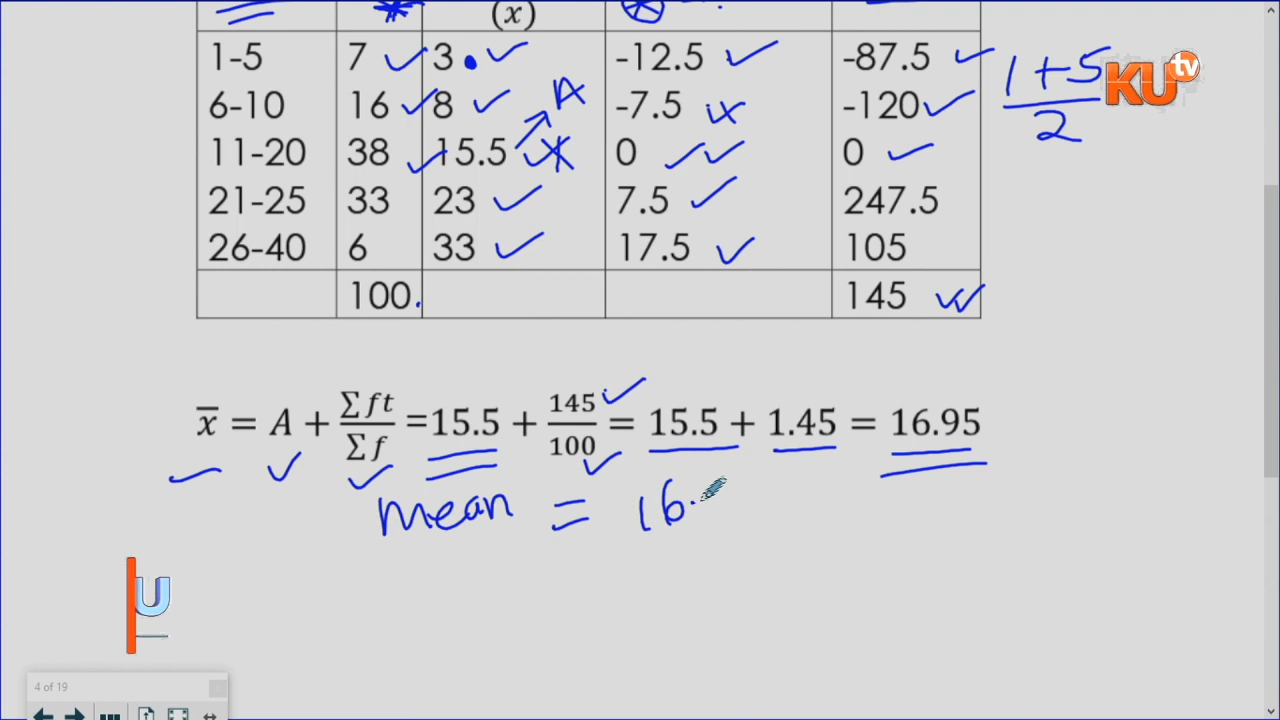 (x)
1-5 7 3 -12.5 -87.5
6-10 16 8 -7.5 -120
11-20 38 15.5 0 0
21-25 33 23 7.5 247.5
26-40 6 33 17.5 105
100 145
A
1+5
2
KU tv
x̅ = A + ∑ft/∑f =15.5 + 145/100 = 15.5 + 1.45 = 16.95
mean = 16.
U
4 of 19